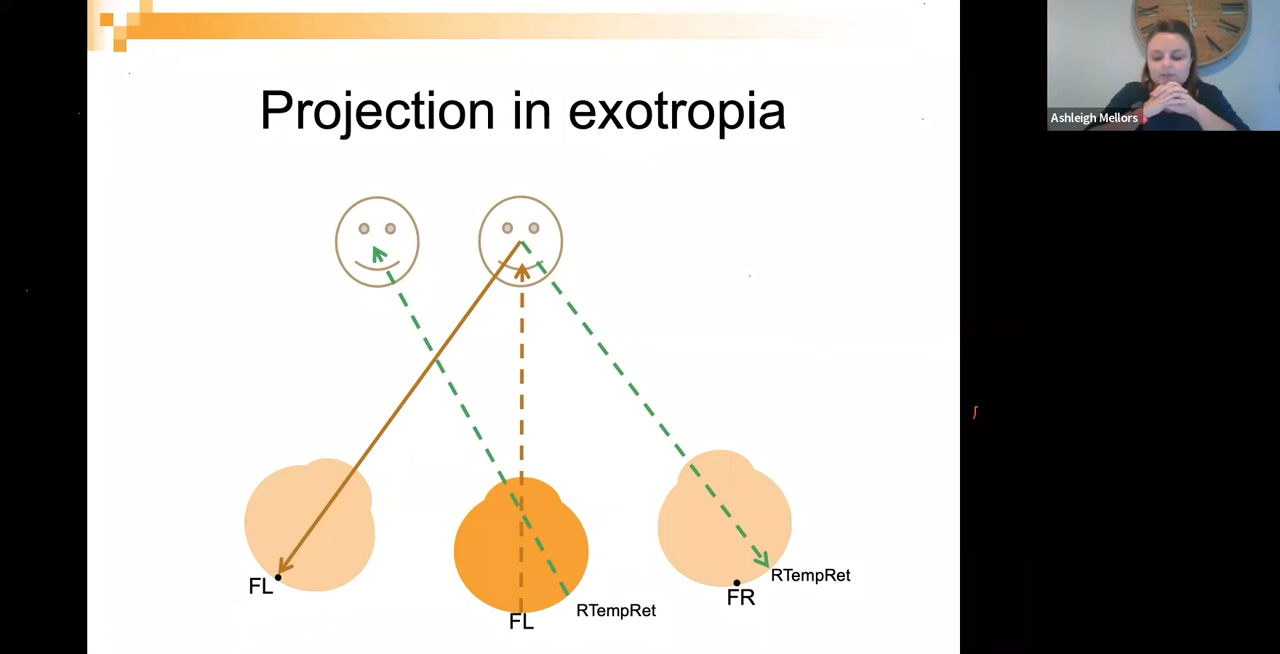 Projection in exotropia
Ashleigh Mellors
FL
RTempRet
FR
RTempRet
FL